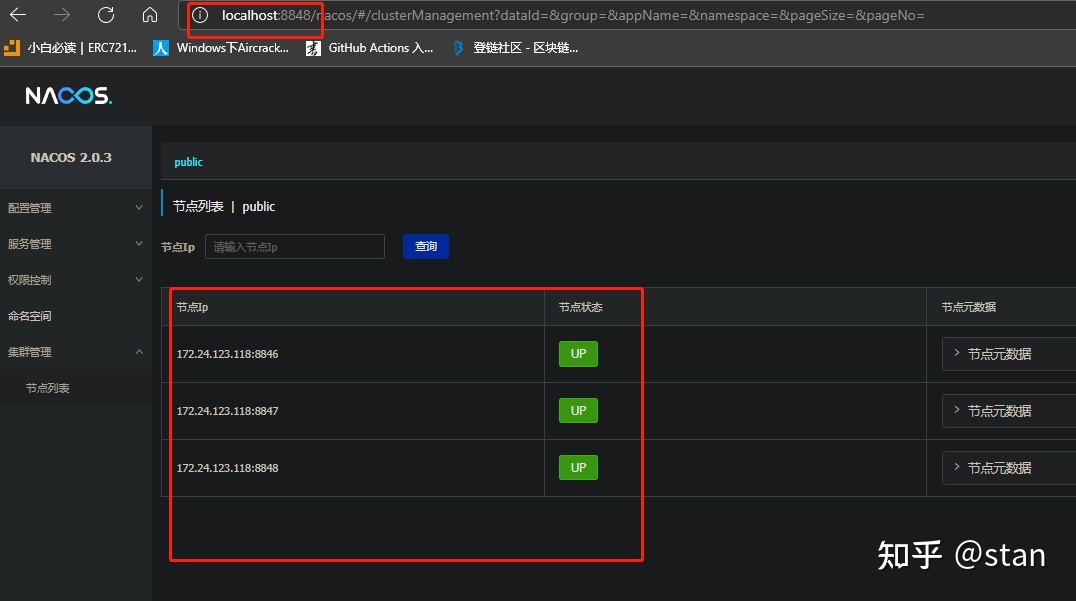 localhost:8848/nacos/#/clusterManagement?dataId=&group=&appName=&namespace=&pageSize=&pageNo=
小白必读 | ERC721... Windows下Aircrack... GitHub Actions 入... 登链社区 - 区块链...
NACOS.
NACOS 2.0.3
public
配置管理
节点列表 | public
服务管理
节点Ip 请输入节点Ip 查询
权限控制
命名空间
节点Ip 节点状态 节点元数据
集群管理
172.24.123.118:8846 UP 节点元数据
节点列表
172.24.123.118:8847 UP 节点元数据
172.24.123.118:8848 UP 节点元数据
知乎 @stan